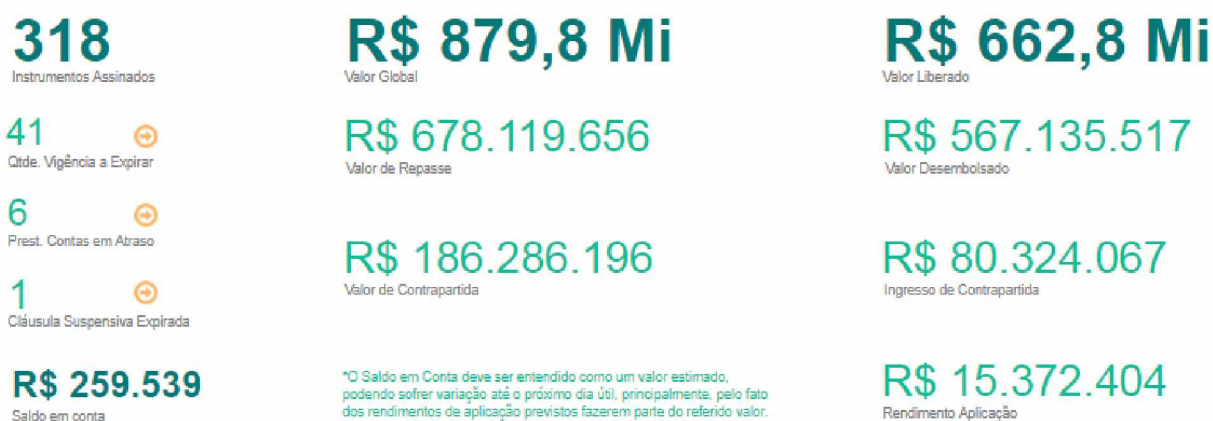 318
Instrumentos Assinados
41
Qtde. Vigência a Expirar
6
Prest. Contas em Atraso
1
Cláusula Suspensiva Expirada
R$ 259.539
Saldo em conta
R$ 879,8 Mi
Valor Global
R$ 678.119.656
Valor de Repasse
R$ 186.286.196
Valor de Contrapartida
*O Saldo em Conta deve ser entendido como um valor estimado,
podendo sofrer variação até o próximo dia útil, principalmente, pelo fato
dos rendimentos de aplicação previstos fazerem parte do referido valor.
R$ 662,8 Mi
Valor Liberado
R$ 567.135.517
Valor Desembolsado
R$ 80.324.067
Ingresso de Contrapartida
R$ 15.372.404
Rendimento Aplicação